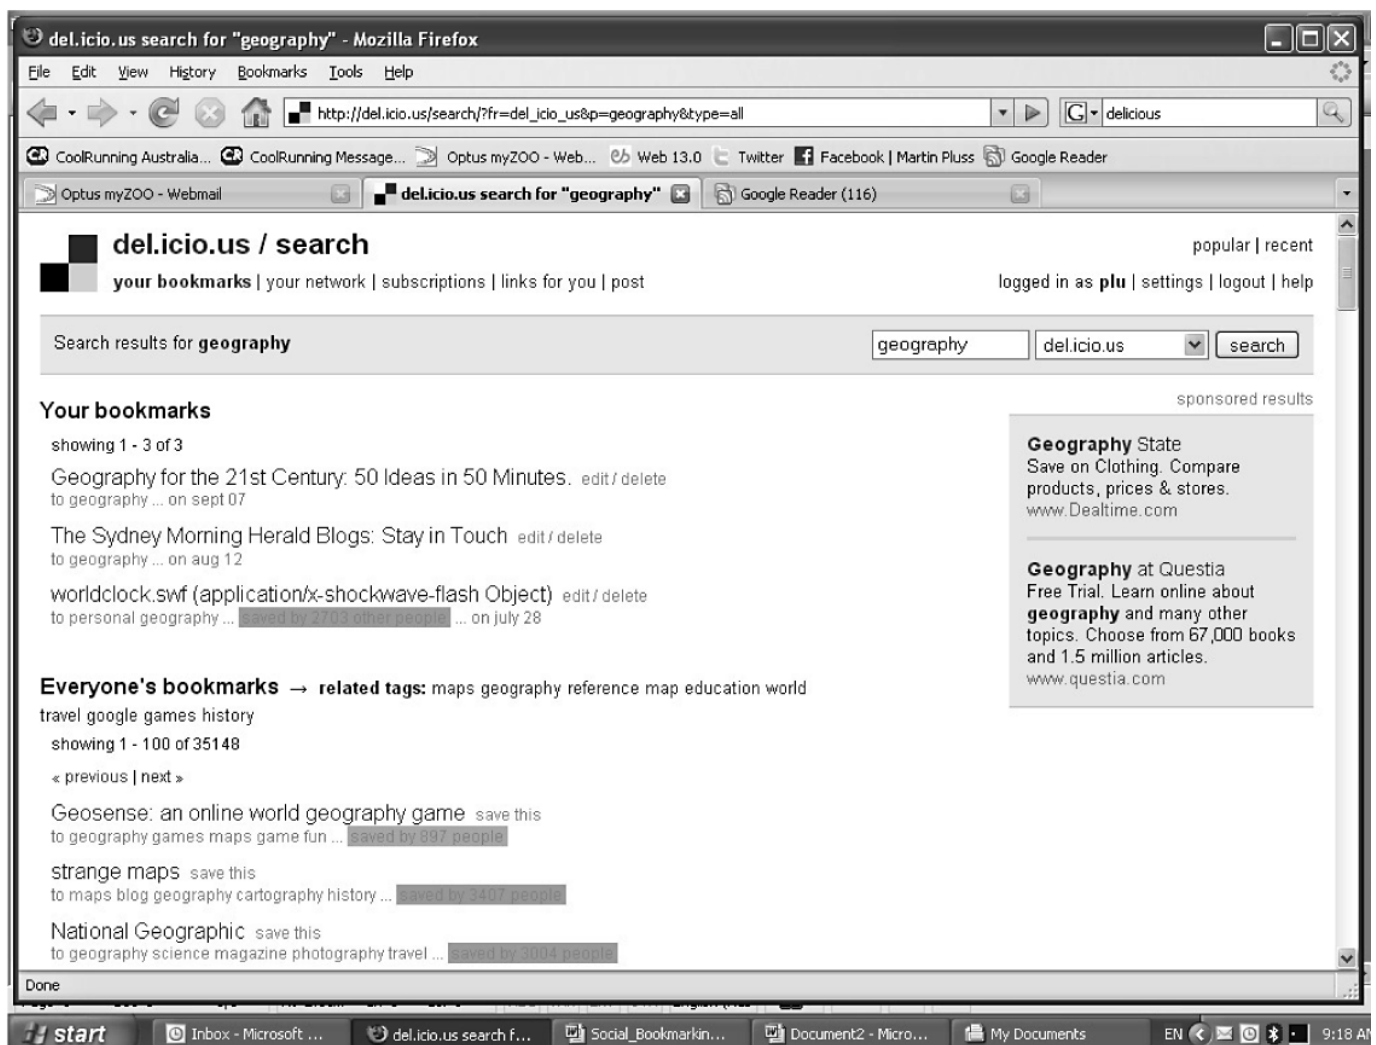 del.icio.us search for "geography" - Mozilla Firefox
File Edit View History Bookmarks Tools Help
http://del.icio.us/search/?fr=del_icio_us&p=geography&type=all
G delicious
CoolRunning Australia... CoolRunning Message... Optus myZOO - Web... Web 13.0 Twitter Facebook | Martin Pluss Google Reader
Optus myZOO - Webmail del.icio.us search for "geography" Google Reader (116)
del.icio.us / search
popular | recent
your bookmarks | your network | subscriptions | links for you | post
logged in as plu | settings | logout | help
Search results for geography
geography del.icio.us search
sponsored results
Your bookmarks
showing 1 - 3 of 3
Geography for the 21st Century: 50 Ideas in 50 Minutes. edit / delete
to geography ... on sept 07
The Sydney Morning Herald Blogs: Stay in Touch edit / delete
to geography ... on aug 12
worldclock.swf (application/x-shockwave-flash Object) edit / delete
to personal geography ... saved by 2703 other people ... on july 28
Geography State
Save on Clothing. Compare
products, prices & stores.
www.Dealtime.com
Geography at Questia
Free Trial. Learn online about
geography and many other
topics. Choose from 67,000 books
and 1.5 million articles.
www.questia.com
Everyone's bookmarks → related tags: maps geography reference map education world
travel google games history
showing 1 - 100 of 35148
« previous | next »
Geosense: an online world geography game save this
to geography games maps game fun ... saved by 897 people
strange maps save this
to maps blog geography cartography history ... saved by 3407 people
National Geographic save this
to geography science magazine photography travel ... saved by 3004 people
Done
start Inbox - Microsoft ... del.icio.us search f... Social_Bookmarkin... Document2 - Micro... My Documents EN 9:18 AM